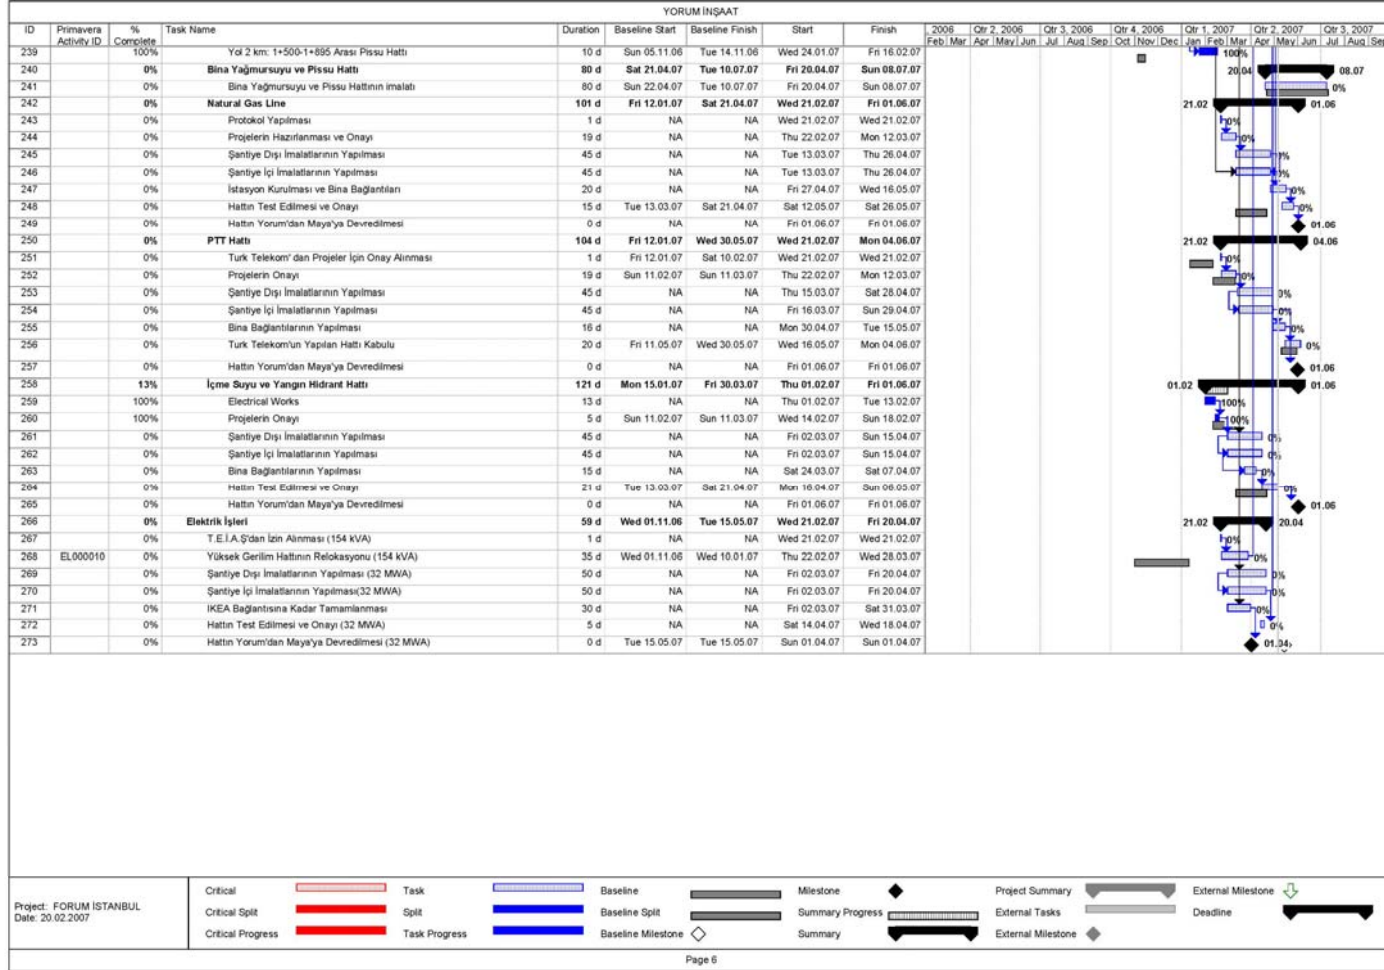 YORUM İNŞAAT
ID Primavera Activity ID % Complete Task Name Duration Baseline Start Baseline Finish Start Finish , 2006 Qtr 2, 2006 Qtr 3, 2006 Qtr 4, 2006 Qtr 1, 2007 Qtr 2, 2007 Qtr 3, 2007
Feb Mar Apr May Jun Jul Aug Sep Oct Nov Dec Jan Feb Mar Apr May Jun Jul Aug Sep
239 100% Yol 2 km: 1+500-1+895 Arası Pissu Hattı 10 d Sun 05.11.06 Tue 14.11.06 Wed 24.01.07 Fri 16.02.07 100%
240 0% Bina Yağmursuyu ve Pissu Hattı 80 d Sat 21.04.07 Tue 10.07.07 Fri 20.04.07 Sun 08.07.07 20.04 08.07
241 0% Bina Yağmursuyu ve Pissu Hattının imalatı 80 d Sun 22.04.07 Tue 10.07.07 Fri 20.04.07 Sun 08.07.07 0%
242 0% Natural Gas Line 101 d Fri 12.01.07 Sat 21.04.07 Wed 21.02.07 Fri 01.06.07 21.02 01.06
243 0% Protokol Yapılması 1 d NA NA Wed 21.02.07 Wed 21.02.07 0%
244 0% Projelerin Hazırlanması ve Onayı 19 d NA NA Thu 22.02.07 Mon 12.03.07 0%
245 0% Şantiye Dışı İmalatlarının Yapılması 45 d NA NA Tue 13.03.07 Thu 26.04.07 0%
246 0% Şantiye İçi İmalatlarının Yapılması 45 d NA NA Tue 13.03.07 Thu 26.04.07 0%
247 0% İstasyon Kurulması ve Bina Bağlantıları 20 d NA NA Fri 27.04.07 Wed 16.05.07 0%
248 0% Hattın Test Edilmesi ve Onayı 15 d Tue 13.03.07 Sat 21.04.07 Sat 12.05.07 Sat 26.05.07 0%
249 0% Hattın Yorum'dan Maya'ya Devredilmesi 0 d NA NA Fri 01.06.07 Fri 01.06.07 01.06
250 0% PTT Hattı 104 d Fri 12.01.07 Wed 30.05.07 Wed 21.02.07 Mon 04.06.07 21.02 04.06
251 0% Turk Telekom' dan Projeler İçin Onay Alınması 1 d Fri 12.01.07 Sat 10.02.07 Wed 21.02.07 Wed 21.02.07 0%
252 0% Projelerin Onayı 19 d Sun 11.02.07 Sun 11.03.07 Thu 22.02.07 Mon 12.03.07 0%
253 0% Şantiye Dışı İmalatlarının Yapılması 45 d NA NA Thu 15.03.07 Sat 28.04.07 0%
254 0% Şantiye İçi İmalatlarının Yapılması 45 d NA NA Fri 16.03.07 Sun 29.04.07 0%
255 0% Bina Bağlantılarının Yapılması 16 d NA NA Mon 30.04.07 Tue 15.05.07 0%
256 0% Turk Telekom'un Yapılan Hattı Kabulu 20 d Fri 11.05.07 Wed 30.05.07 Wed 16.05.07 Mon 04.06.07 0%
257 0% Hattın Yorum'dan Maya'ya Devredilmesi 0 d NA NA Fri 01.06.07 Fri 01.06.07 01.06
258 13% İçme Suyu ve Yangın Hidrant Hattı 121 d Mon 15.01.07 Fri 30.03.07 Thu 01.02.07 Fri 01.06.07 01.02 01.06
259 100% Electrical Works 13 d NA NA Thu 01.02.07 Tue 13.02.07 100%
260 100% Projelerin Onayı 5 d Sun 11.02.07 Sun 11.03.07 Wed 14.02.07 Sun 18.02.07 100%
261 0% Şantiye Dışı İmalatlarının Yapılması 45 d NA NA Fri 02.03.07 Sun 15.04.07 0%
262 0% Şantiye İçi İmalatlarının Yapılması 45 d NA NA Fri 02.03.07 Sun 15.04.07 0%
263 0% Bina Bağlantılarının Yapılması 15 d NA NA Sat 24.03.07 Sat 07.04.07 0%
264 0% Hattın Test Edilmesi ve Onayı 21 d Tue 13.03.07 Sat 21.04.07 Mon 16.04.07 Sun 06.05.07 0%
265 0% Hattın Yorum'dan Maya'ya Devredilmesi 0 d NA NA Fri 01.06.07 Fri 01.06.07 01.06
266 0% Elektrik İşleri 59 d Wed 01.11.06 Tue 15.05.07 Wed 21.02.07 Fri 20.04.07 21.02 20.04
267 0% T.E.İ.A.Ş'dan İzin Alınması (154 kVA) 1 d NA NA Wed 21.02.07 Wed 21.02.07 0%
268 EL000010 0% Yüksek Gerilim Hattının Relokasyonu (154 kVA) 35 d Wed 01.11.06 Wed 10.01.07 Thu 22.02.07 Wed 28.03.07 0%
269 0% Şantiye Dışı İmalatlarının Yapılması (32 MWA) 50 d NA NA Fri 02.03.07 Fri 20.04.07 0%
270 0% Şantiye İçi İmalatlarının Yapılması(32 MWA) 50 d NA NA Fri 02.03.07 Fri 20.04.07 0%
271 0% IKEA Bağlantısına Kadar Tamamlanması 30 d NA NA Fri 02.03.07 Sat 31.03.07 0%
272 0% Hattın Test Edilmesi ve Onayı (32 MWA) 5 d NA NA Sat 14.04.07 Wed 18.04.07 0%
273 0% Hattın Yorum'dan Maya'ya Devredilmesi (32 MWA) 0 d Tue 15.05.07 Tue 15.05.07 Sun 01.04.07 Sun 01.04.07 01.04
Project: FORUM İSTANBUL
Date: 20.02.2007
Critical Task Baseline Milestone Project Summary External Milestone
Critical Split Split Baseline Split Summary Progress External Tasks Deadline
Critical Progress Task Progress Baseline Milestone Summary External Milestone
Page 6